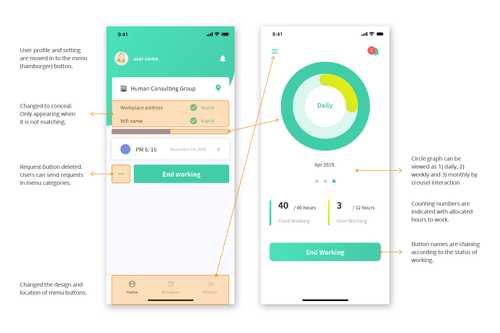 User profile and setting
are moved in to the menu
(hamburger) button.
Changed to conceal.
Only appearing when
it is not matching.
Request button deleted.
Users can send requests
in menu categories.
Changed the design and
location of menu buttons.
9:41
Human Consulting Group
Workplace address
Wifi name
PM 6: 15
End working
Home
9:41
Daily
Apr 2019.
40 / 40 hours
3 / 12 hours
End Working
Circle graph can be
viewed as 1) daily, 2)
weekly and 3) monthly by
crousel interaction
Counting numbers are
indicated with allocated
hours to work.
Button names are chaning
according to the status of
working.